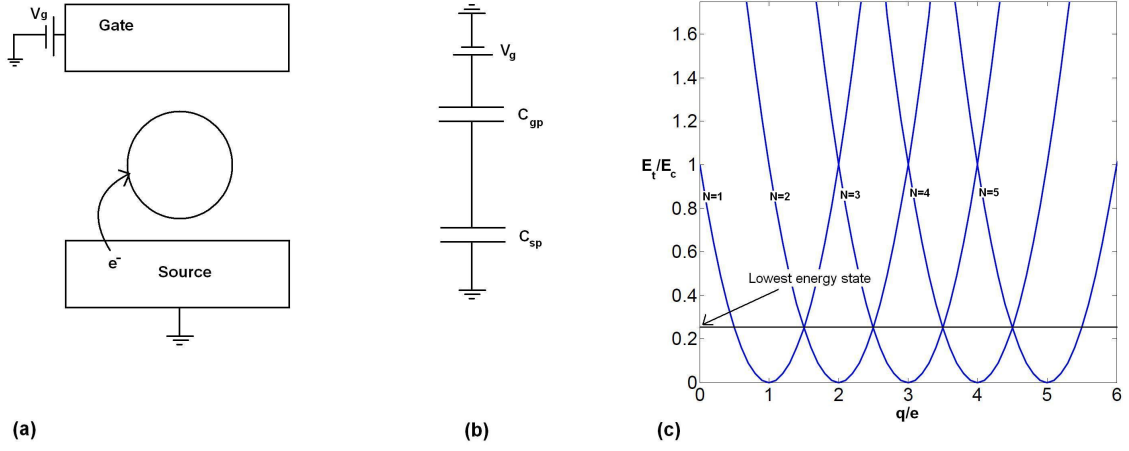 Vg
Gate
e-
Source
(a)
Vg
Cgp
Csp
(b)
1.6
1.4
1.2
Et/Ec
1
0.8
0.6
0.4
0.2
0
N=1
N=2
N=3
N=4
N=5
Lowest energy state
0 1 2 3 4 5 6
q/e
(c)